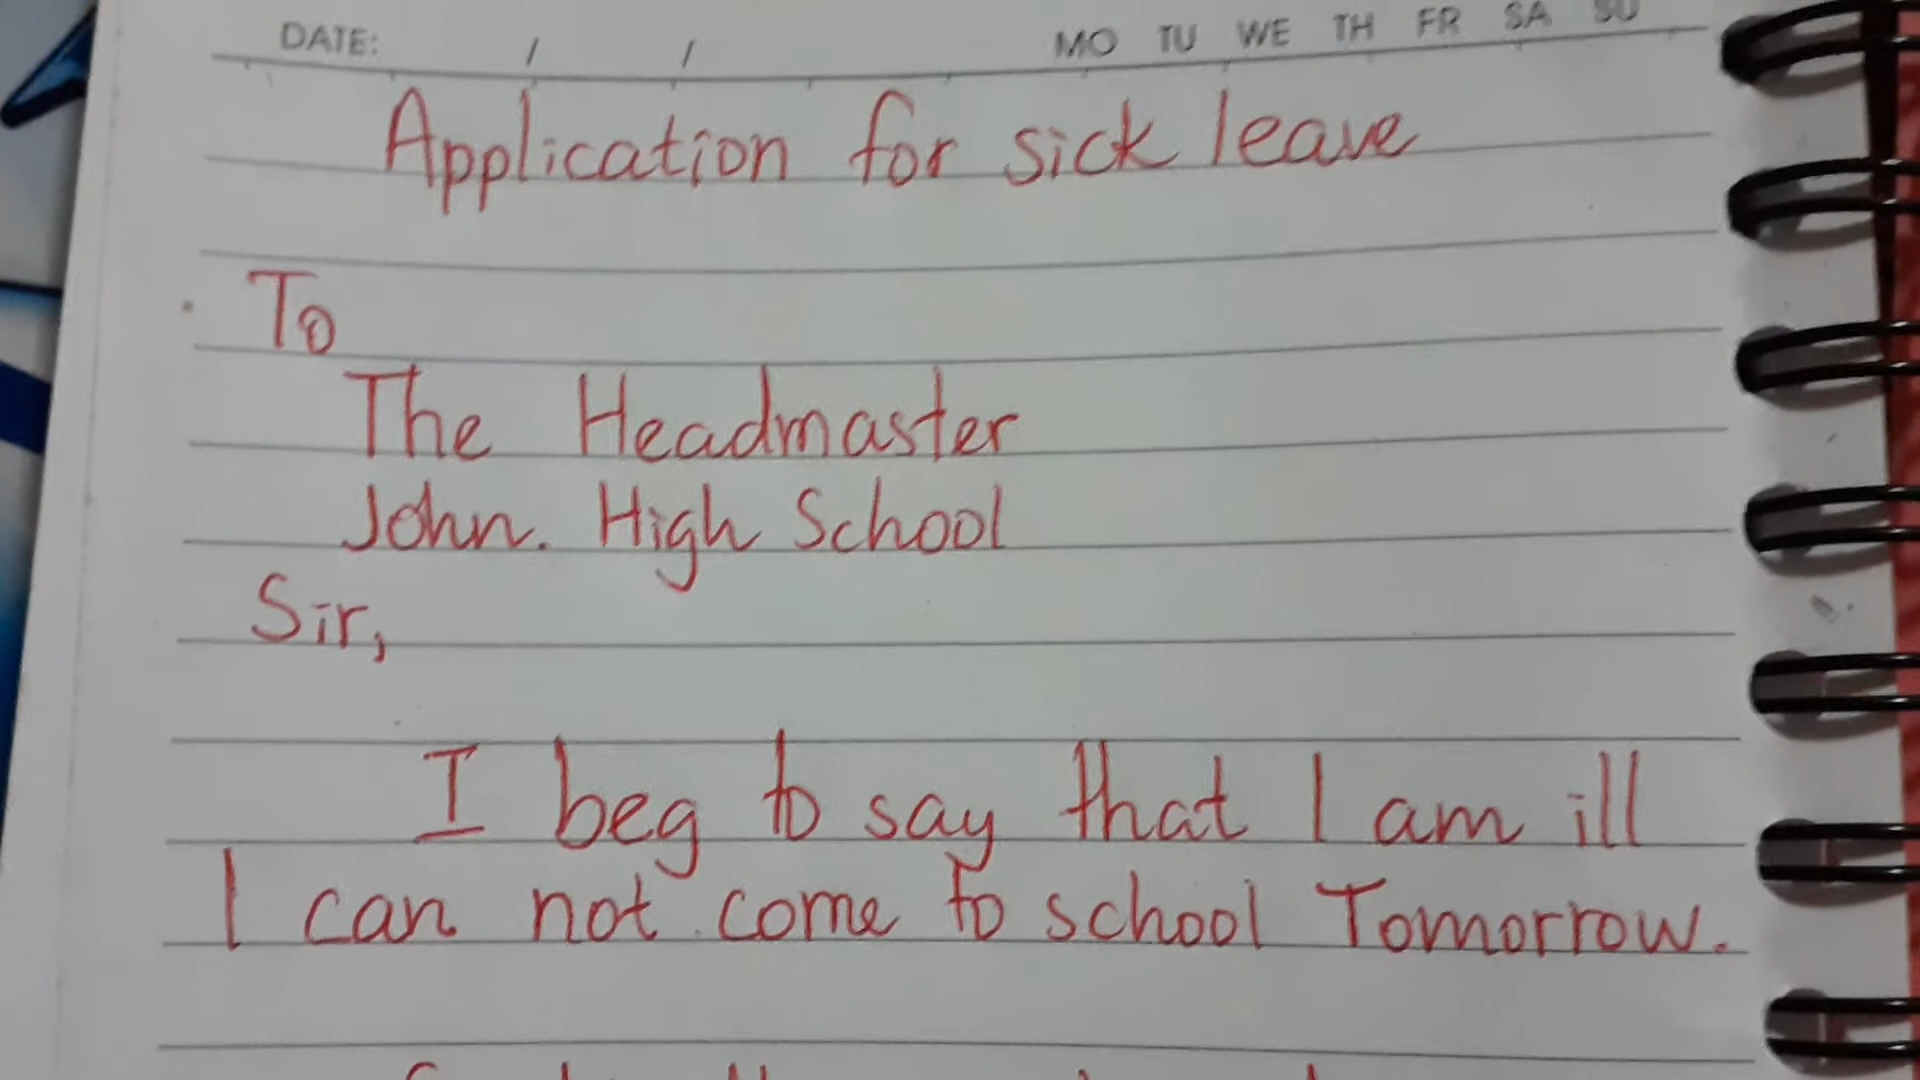 DATE: / / MO TU WE TH FR SA SU
Application for sick leave
To
The Headmaster
John. High School
Sir,
I beg to say that I am ill
I can not come to school Tomorrow.